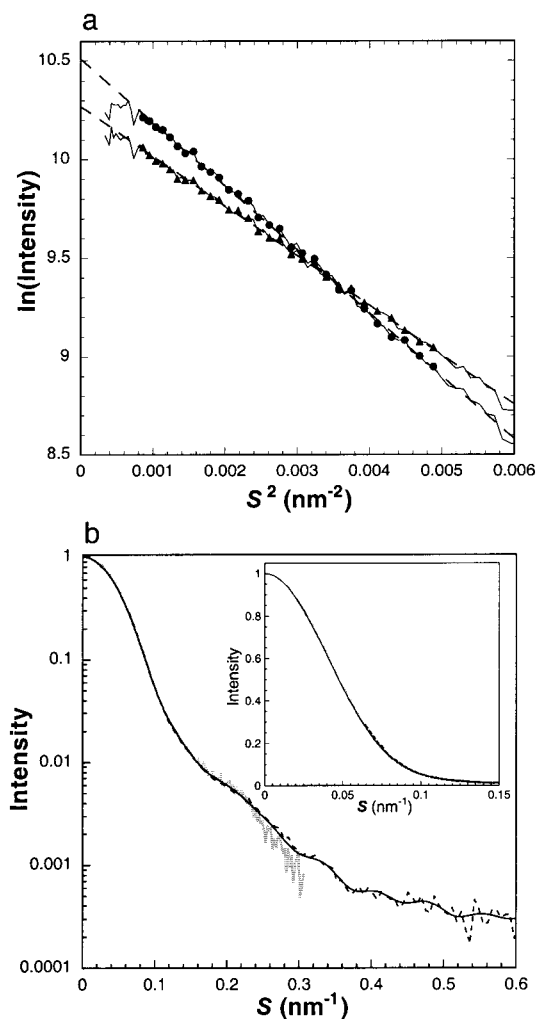 a
10.5
10
9.5
9
8.5
ln(Intensity)
0 0.001 0.002 0.003 0.004 0.005 0.006
S² (nm⁻²)
b
1
0.1
0.01
0.001
0.0001
Intensity
0 0.1 0.2 0.3 0.4 0.5 0.6
S (nm⁻¹)
1
0.8
0.6
0.4
0.2
0
Intensity
0 0.05 0.1 0.15
S (nm⁻¹)